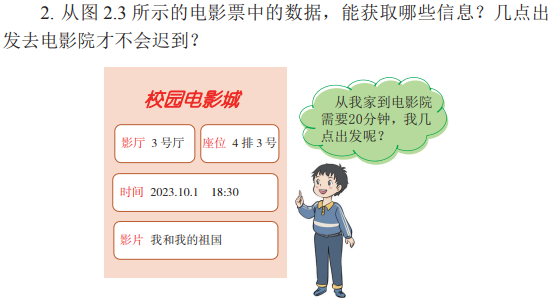 2. 从图 2.3 所示的电影票中的数据，能获取哪些信息？几点出
发去电影院才不会迟到？
校园电影城
影厅 3 号厅 座位 4 排 3 号
时间 2023.10.1 18:30
影片 我和我的祖国
从我家到电影院
需要20分钟，我几
点出发呢？